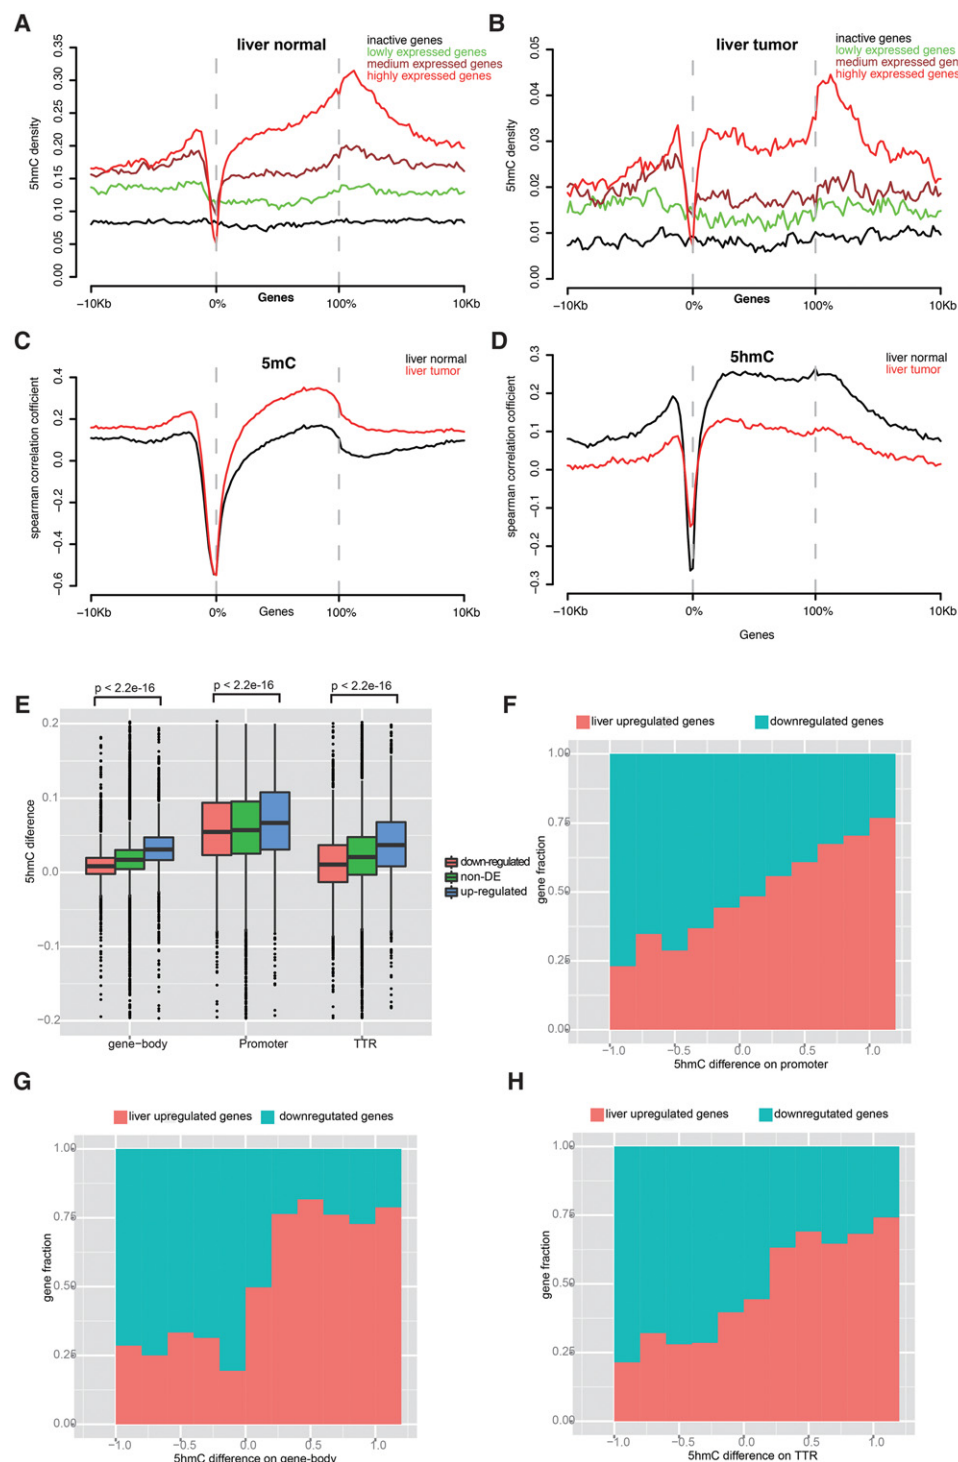 A
liver normal
inactive genes
lowly expressed genes
medium expressed genes
highly expressed genes
5hmC density
0.35
0.30
0.25
0.20
0.15
0.10
0.05
0.00
−10Kb
0%
Genes
100%
10Kb
B
liver tumor
inactive genes
lowly expressed genes
medium expressed gen
highly expressed genes
5hmC density
0.05
0.04
0.03
0.02
0.01
0.00
−10Kb
0%
Genes
100%
10Kb
C
5mC
liver normal
liver tumor
spearman correlation cofficient
0.4
0.2
0.0
−0.2
−0.4
−0.6
−10Kb
0%
Genes
100%
10Kb
D
5hmC
liver normal
liver tumor
spearman correlation cofficient
0.3
0.2
0.1
0.0
−0.1
−0.2
−0.3
−10Kb
0%
100%
10Kb
Genes
E
p < 2.2e-16
p < 2.2e-16
p < 2.2e-16
5hmC diference
0.2
0.1
0.0
−0.1
−0.2
gene−body
Promoter
TTR
down-regulated
non-DE
up-regulated
F
liver upregulated genes
downregulated genes
gene fraction
1.00
0.75
0.50
0.25
0.00
−1.0
−0.5
0.0
0.5
1.0
5hmC difference on promoter
G
liver upregulated genes
downregutated genes
gene fraction
1.00
0.75
0.50
0.25
0.00
−1.0
−0.5
0.0
0.5
1.0
5hmC difference on gene-body
H
liver upregulated genes
downregulated genes
gene fraction
1.00
0.75
0.50
0.25
0.00
−1.0
−0.5
0.0
0.5
1.0
5hmC difference on TTR